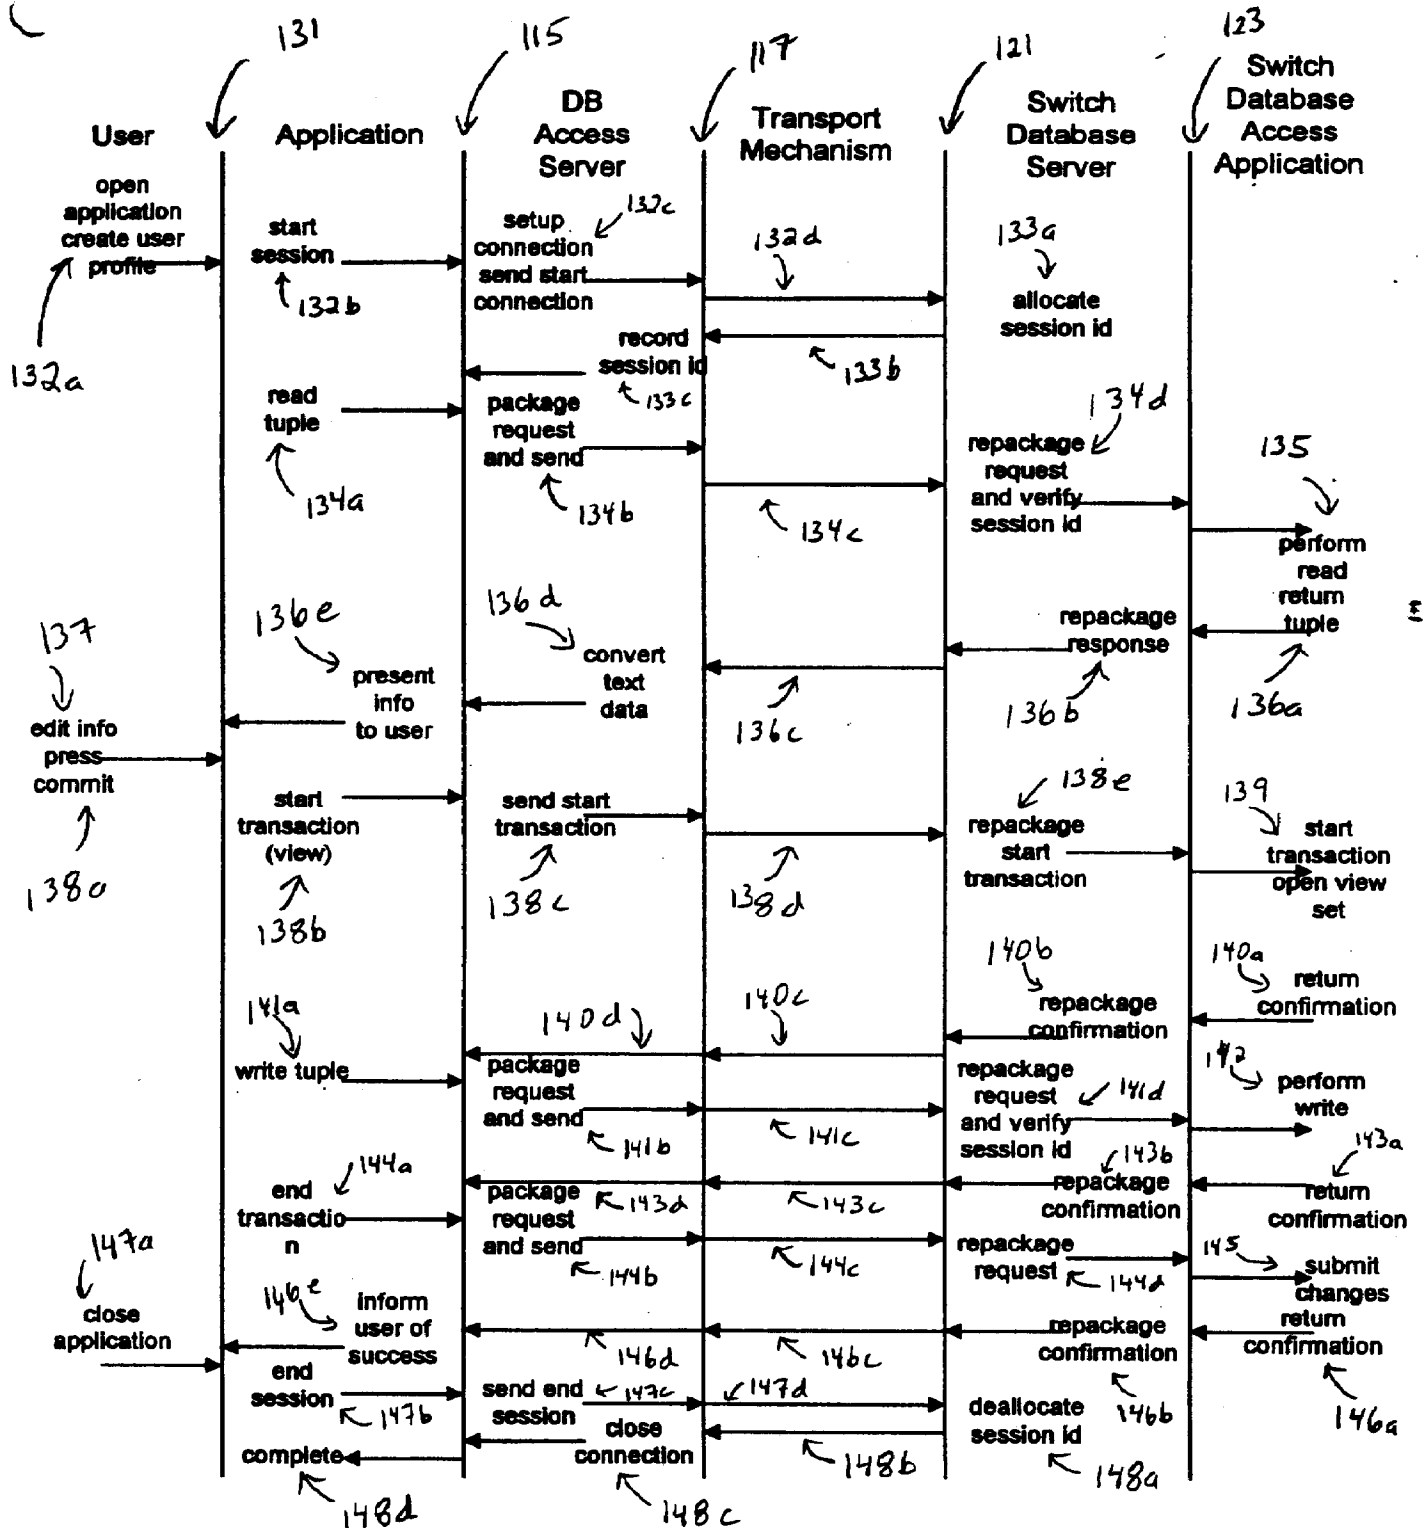 131
115
117
121
123
User
Application
DB
Access
Server
Transport
Mechanism
Switch
Database
Server
Switch
Database
Access
Application
open
application
create user
profile
132a
start
session
132b
setup
connection
send start
connection
132c
132d
133a
allocate
session id
133b
record
session id
133c
read
tuple
134a
package
request
and send
134b
134c
134d
repackage
request
and verify
session id
135
perform
read
return
tuple
136a
repackage
response
136b
136c
136d
convert
text
data
136e
present
info
to user
137
edit info
press
commit
138a
start
transaction
(view)
138b
send start
transaction
138c
138d
138e
repackage
start
transaction
139
start
transaction
open view
set
140a
return
confirmation
140b
repackage
confirmation
140c
140d
141a
write tuple
package
request
and send
141b
141c
repackage
request
and verify
session id
141d
142
perform
write
143a
return
confirmation
143b
repackage
confirmation
143c
143d
144a
end
transactio
n
package
request
and send
144b
144c
repackage
request
144d
145
submit
changes
return
confirmation
146a
repackage
confirmation
146b
146c
146d
146e
inform
user of
success
147a
close
application
end
session
147b
send end
session
147c
147d
deallocate
session id
148a
148b
close
connection
148c
complete
148d